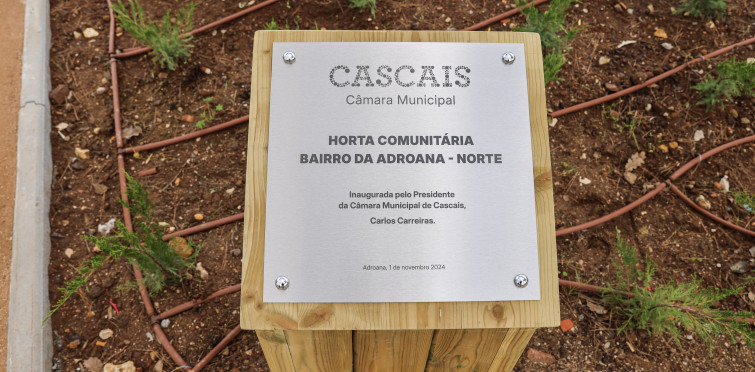 CASCAIS
Câmara Municipal
HORTA COMUNITÁRIA
BAIRRO DA ADROANA - NORTE
Inaugurada pelo Presidente
da Câmara Municipal de Cascais,
Carlos Carreiras.
Adroana, 1 de novembro 2024